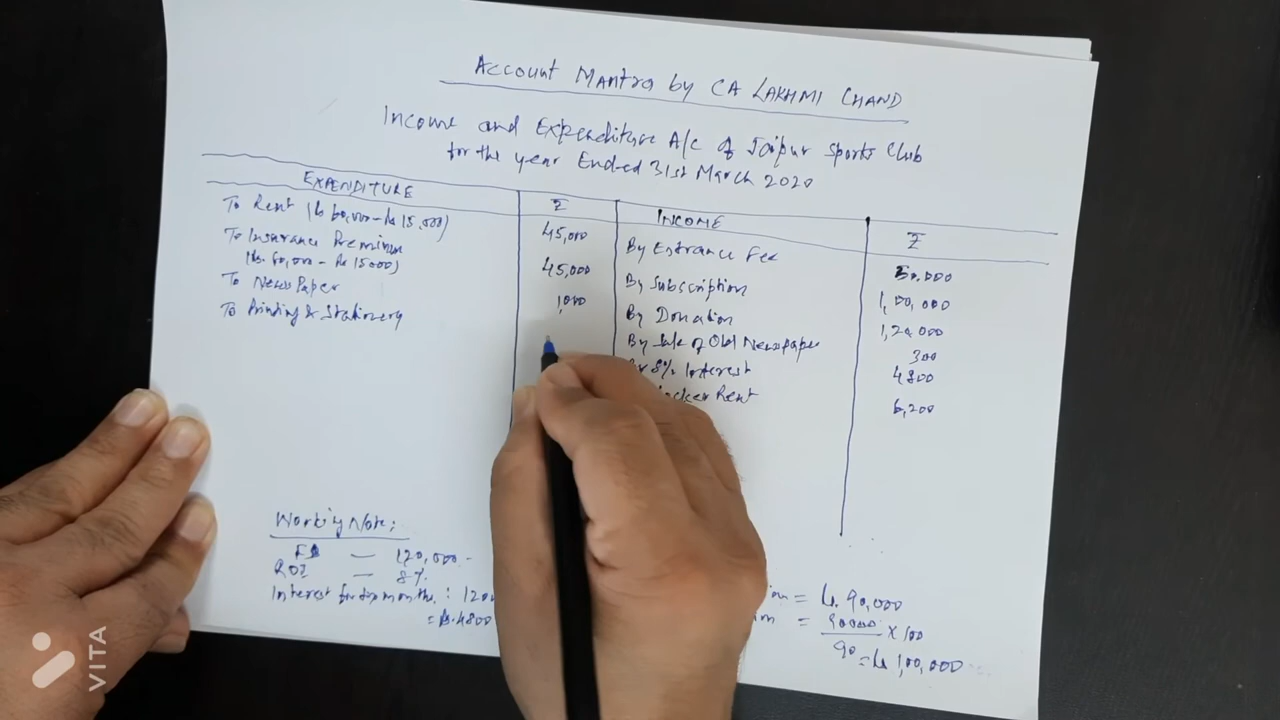 Account Mantra by CA LAKHMI CHAND
Income and Expenditure A/c of Jaipur Sports Club
for the year Ended 31st March 2020
EXPENDITURE ₹ INCOME ₹
To Rent (Rs 60,000 - Rs 15,000) 45,000
To Insurance Premium
(Rs. 60,000 - Rs 15000) 45,000
To Newspaper 1,000
To Printing & Stationery
By Entrance Fee 50,000
By Subscription 1,00,000
By Donation 1,20,000
By Sale of Old Newspaper 300
8% Interest 4800
Locker Rent 6,200
Working Note:
— 120,000
ROI — 8%
Interest for six months :
= Rs. 4800
= Rs. 90,000
= 90000 × 100
90
= Rs 1,00,000
VITA